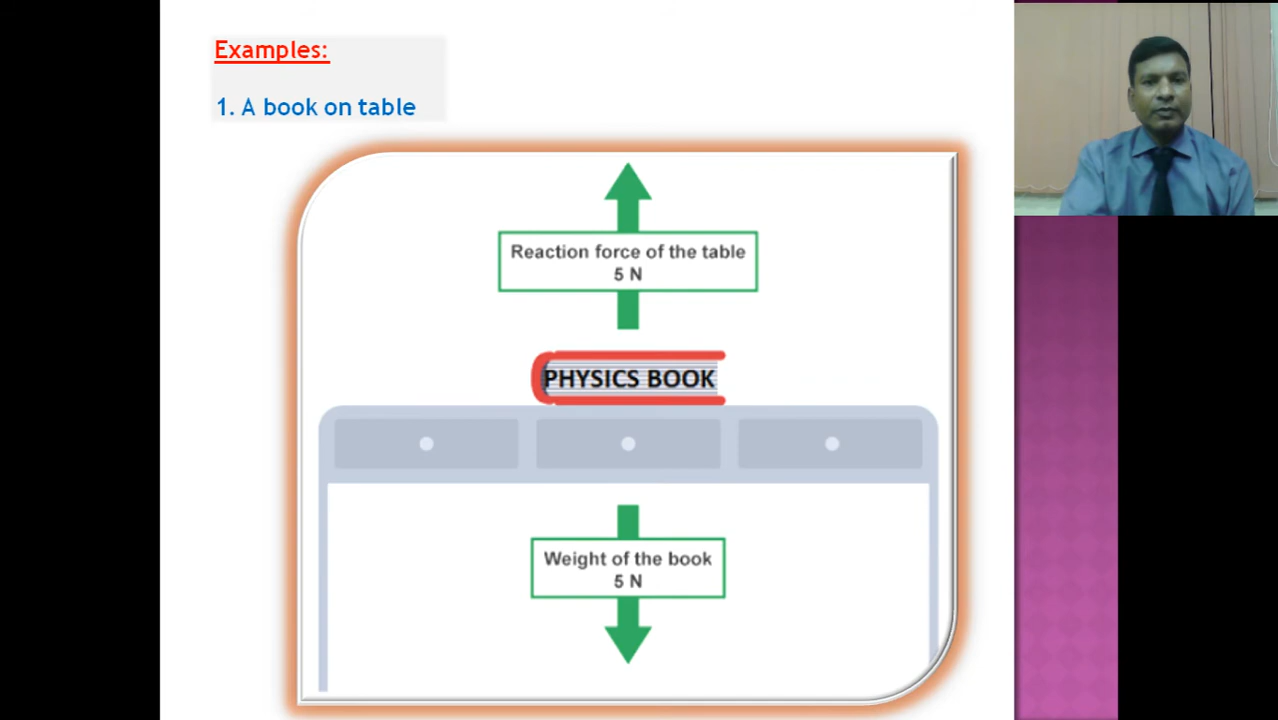 Examples:
1. A book on table
Reaction force of the table
5 N
PHYSICS BOOK
Weight of the book
5 N